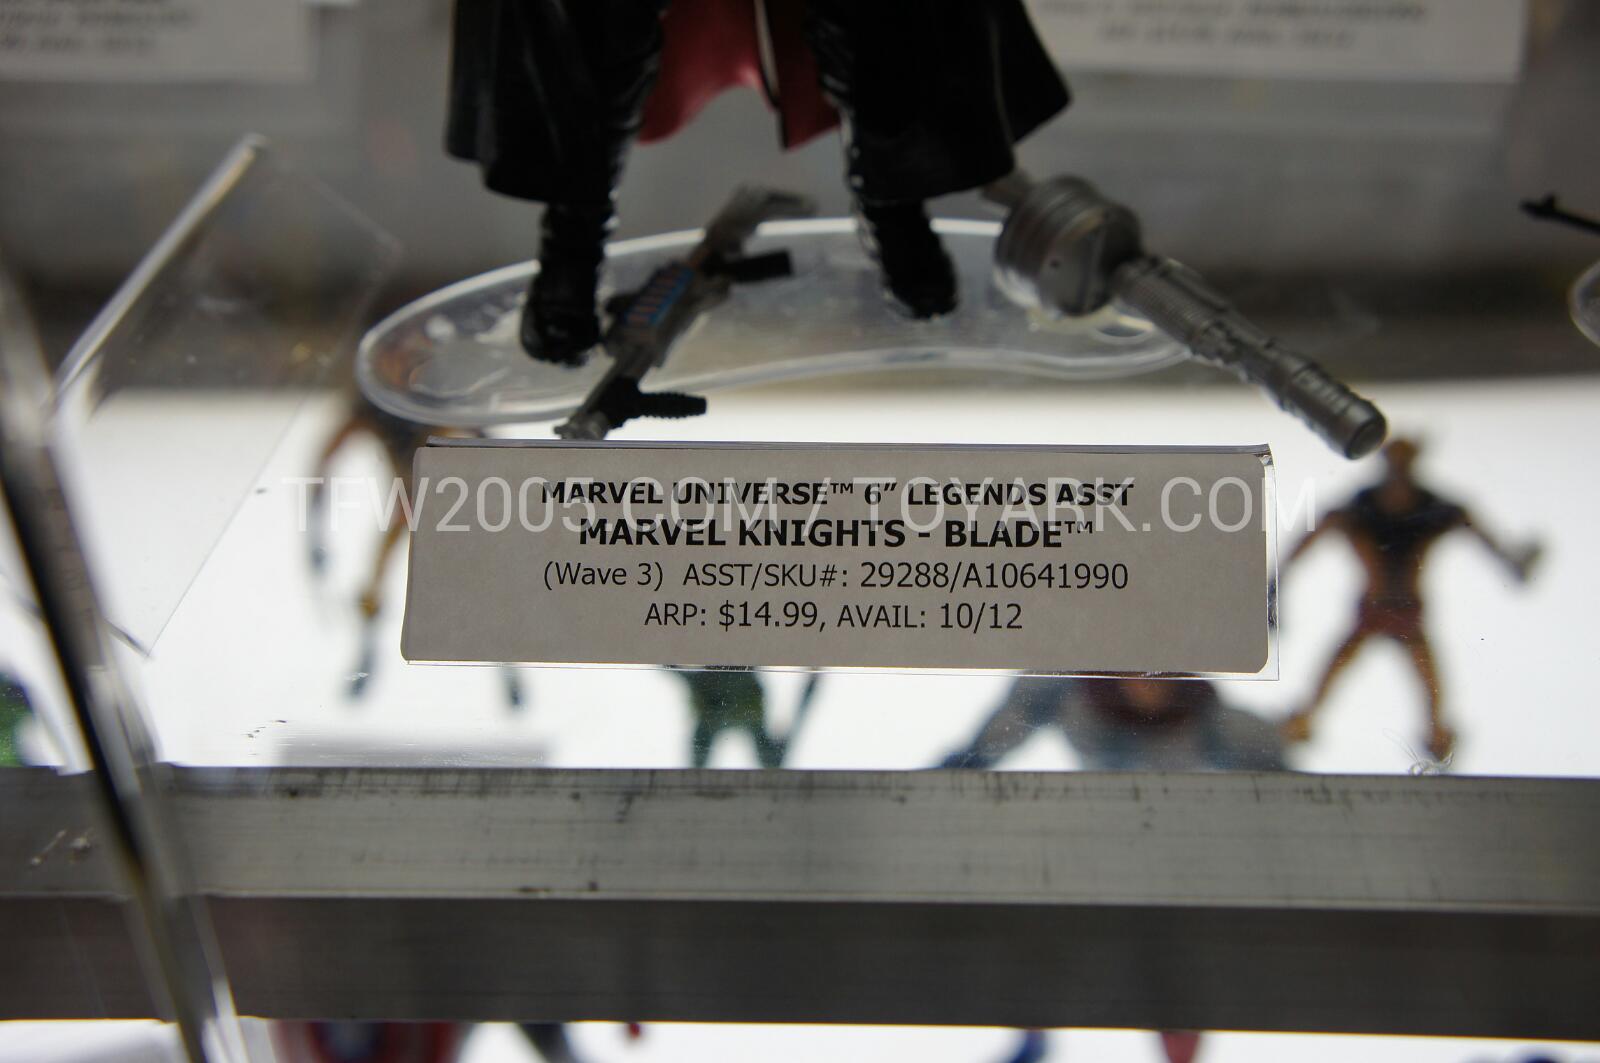 TFW2005.COM / TOYARK.COM
MARVEL UNIVERSE™ 6” LEGENDS ASST
MARVEL KNIGHTS - BLADE™
(Wave 3) ASST/SKU#: 29288/A10641990
ARP: $14.99, AVAIL: 10/12